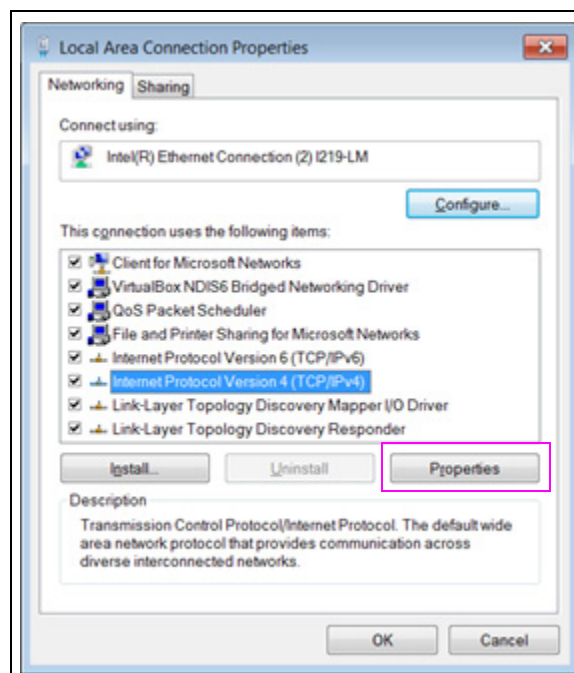 Local Area Connection Properties
Networking
Sharing
Connect using:
Intel(R) Ethernet Connection (2) I219-LM
Configure...
This connection uses the following items:
Client for Microsoft Networks
VirtualBox NDIS6 Bridged Networking Driver
QoS Packet Scheduler
File and Printer Sharing for Microsoft Networks
Internet Protocol Version 6 (TCP/IPv6)
Internet Protocol Version 4 (TCP/IPv4)
Link-Layer Topology Discovery Mapper I/O Driver
Link-Layer Topology Discovery Responder
Install...
Uninstall
Properties
Description
Transmission Control Protocol/Internet Protocol. The default wide
area network protocol that provides communication across
diverse interconnected networks.
OK
Cancel